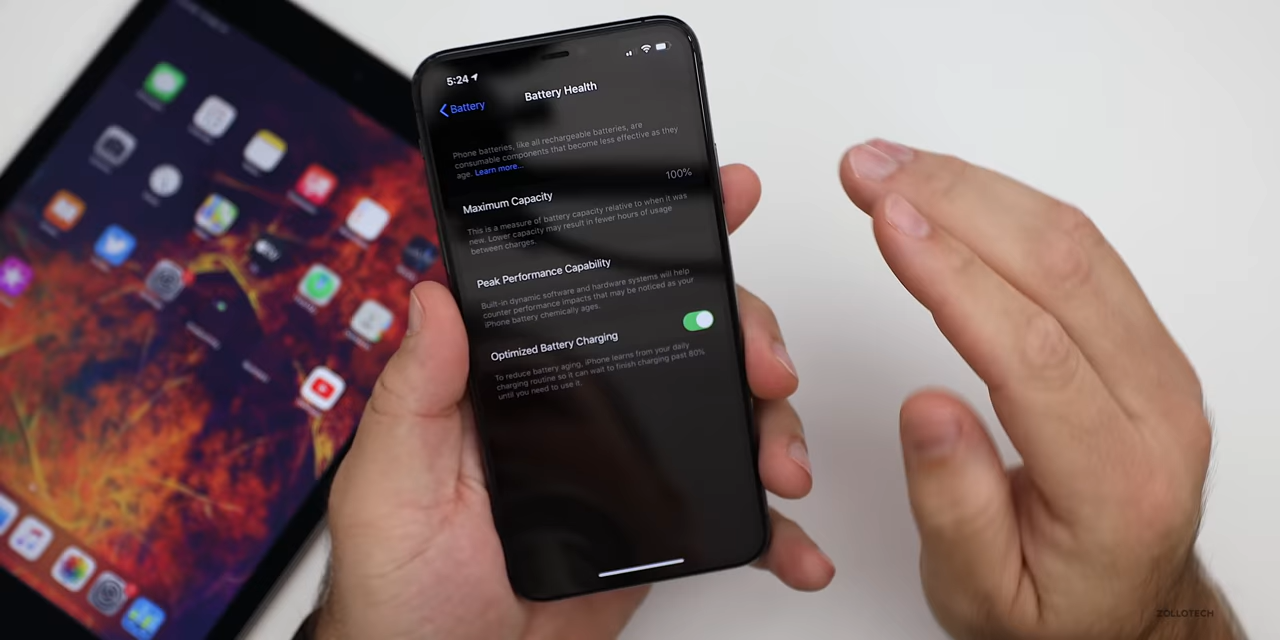 5:24
Battery
Battery Health
Phone batteries, like all rechargeable batteries, are
consumable components that become less effective as they
age. Learn more...
Maximum Capacity
100%
This is a measure of battery capacity relative to when it was
new. Lower capacity may result in fewer hours of usage
between charges.
Peak Performance Capability
Built-in dynamic software and hardware systems will help
counter performance impacts that may be noticed as your
iPhone battery chemically ages.
Optimized Battery Charging
To reduce battery aging, iPhone learns from your daily
charging routine so it can wait to finish charging past 80%
until you need to use it.
ZOLLOTECH